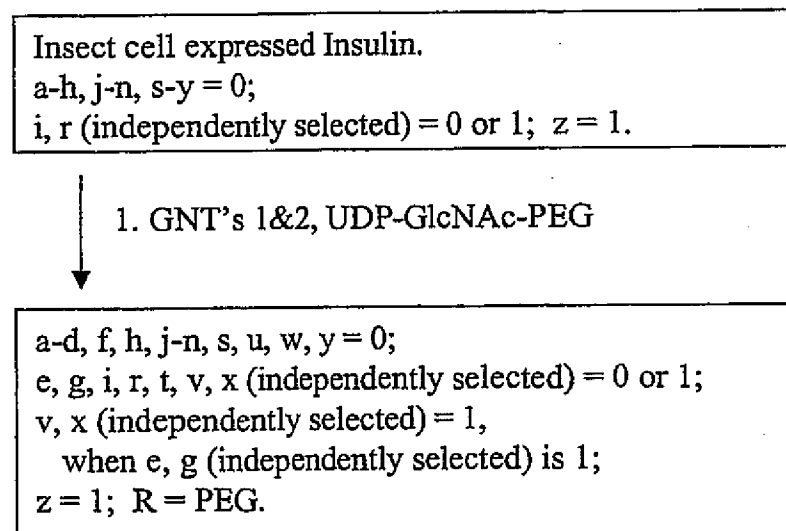 Insect cell expressed Insulin.
a-h, j-n, s-y = 0;
i, r (independently selected) = 0 or 1; z = 1.
1. GNT's 1&2, UDP-GlcNAc-PEG
a-d, f, h, j-n, s, u, w, y = 0;
e, g, i, r, t, v, x (independently selected) = 0 or 1;
v, x (independently selected) = 1,
when e, g (independently selected) is 1;
z = 1; R = PEG.